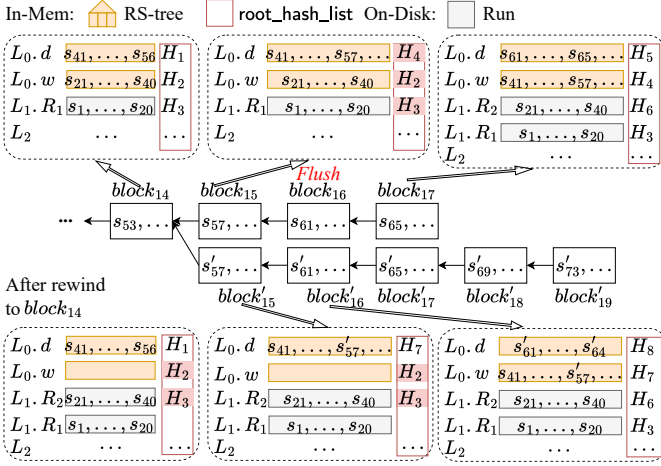 In-Mem: RS-tree root_hash_list On-Disk: Run
L₀.d s₄₁,...,s₅₆ H₁
L₀.w s₂₁,...,s₄₀ H₂
L₁.R₁ s₁,...,s₂₀ H₃
L₂ ... ...
L₀.d s₄₁,...,s₅₇,... H₄
L₀.w s₂₁,...,s₄₀ H₂
L₁.R₁ s₁,...,s₂₀ H₃
L₂ ... ...
L₀.d s₆₁,...,s₆₅,... H₅
L₀.w s₄₁,...,s₅₇,... H₄
L₁.R₂ s₂₁,...,s₄₀ H₆
L₁.R₁ s₁,...,s₂₀ H₃
L₂ ... ...
Flush
block₁₄ block₁₅ block₁₆ block₁₇
... s₅₃,... s₅₇,... s₆₁,... s₆₅,...
s′₅₇,... s′₆₁,... s′₆₅,... s′₆₉,... s′₇₃,...
block′₁₅ block′₁₆ block′₁₇ block′₁₈ block′₁₉
After rewind
to block₁₄
L₀.d s₄₁,...,s₅₆ H₁
L₀.w H₂
L₁.R₂ s₂₁,...,s₄₀ H₃
L₁.R₁ s₁,...,s₂₀
L₂ ... ...
L₀.d s₄₁,...,s′₅₇,... H₇
L₀.w H₂
L₁.R₂ s₂₁,...,s₄₀ H₃
L₁.R₁ s₁,...,s₂₀
L₂ ... ...
L₀.d s′₆₁,...,s′₆₄ H₈
L₀.w s₄₁,...,s′₅₇,... H₇
L₁.R₂ s₂₁,...,s₄₀ H₆
L₁.R₁ s₁,...,s₂₀ H₃
L₂ ... ...